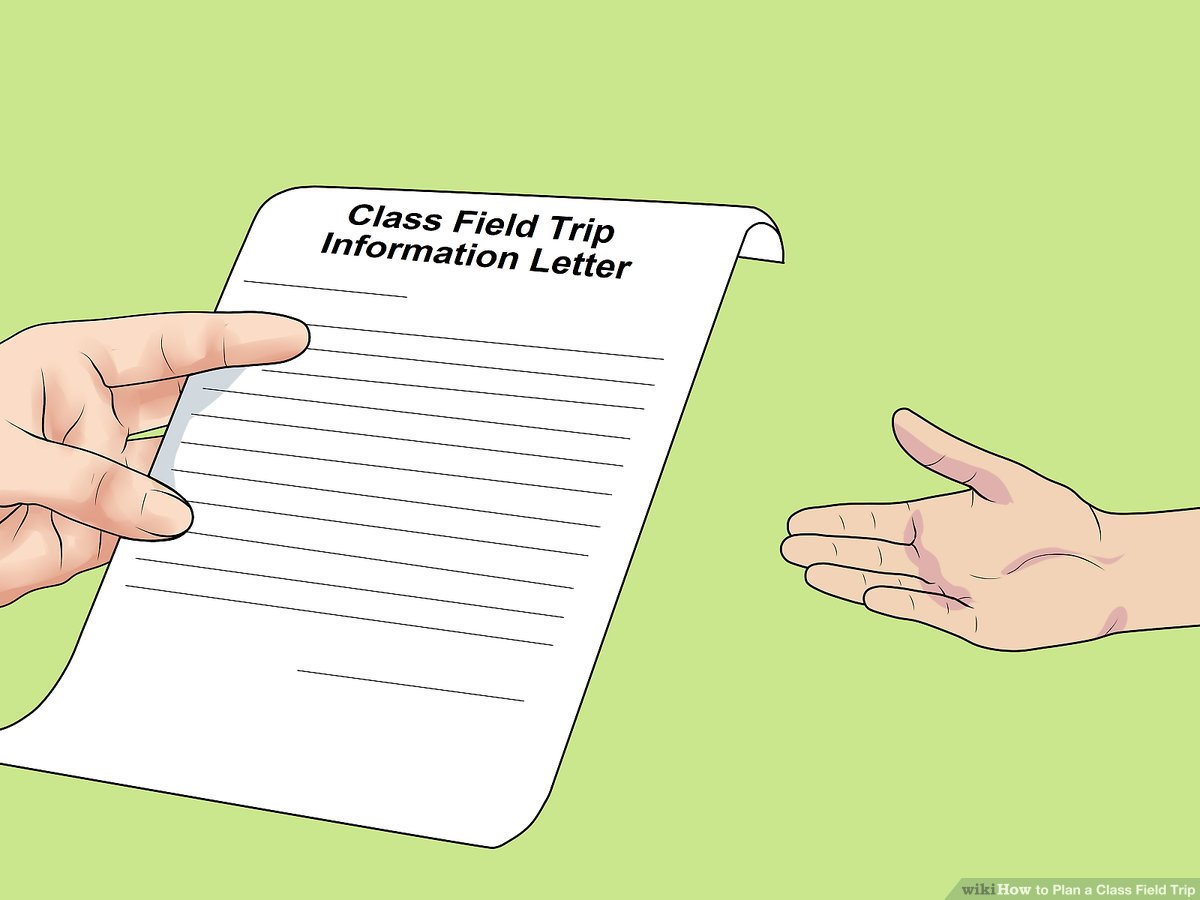 Class Field Trip
Information Letter
wikiHow to Plan a Class Field Trip